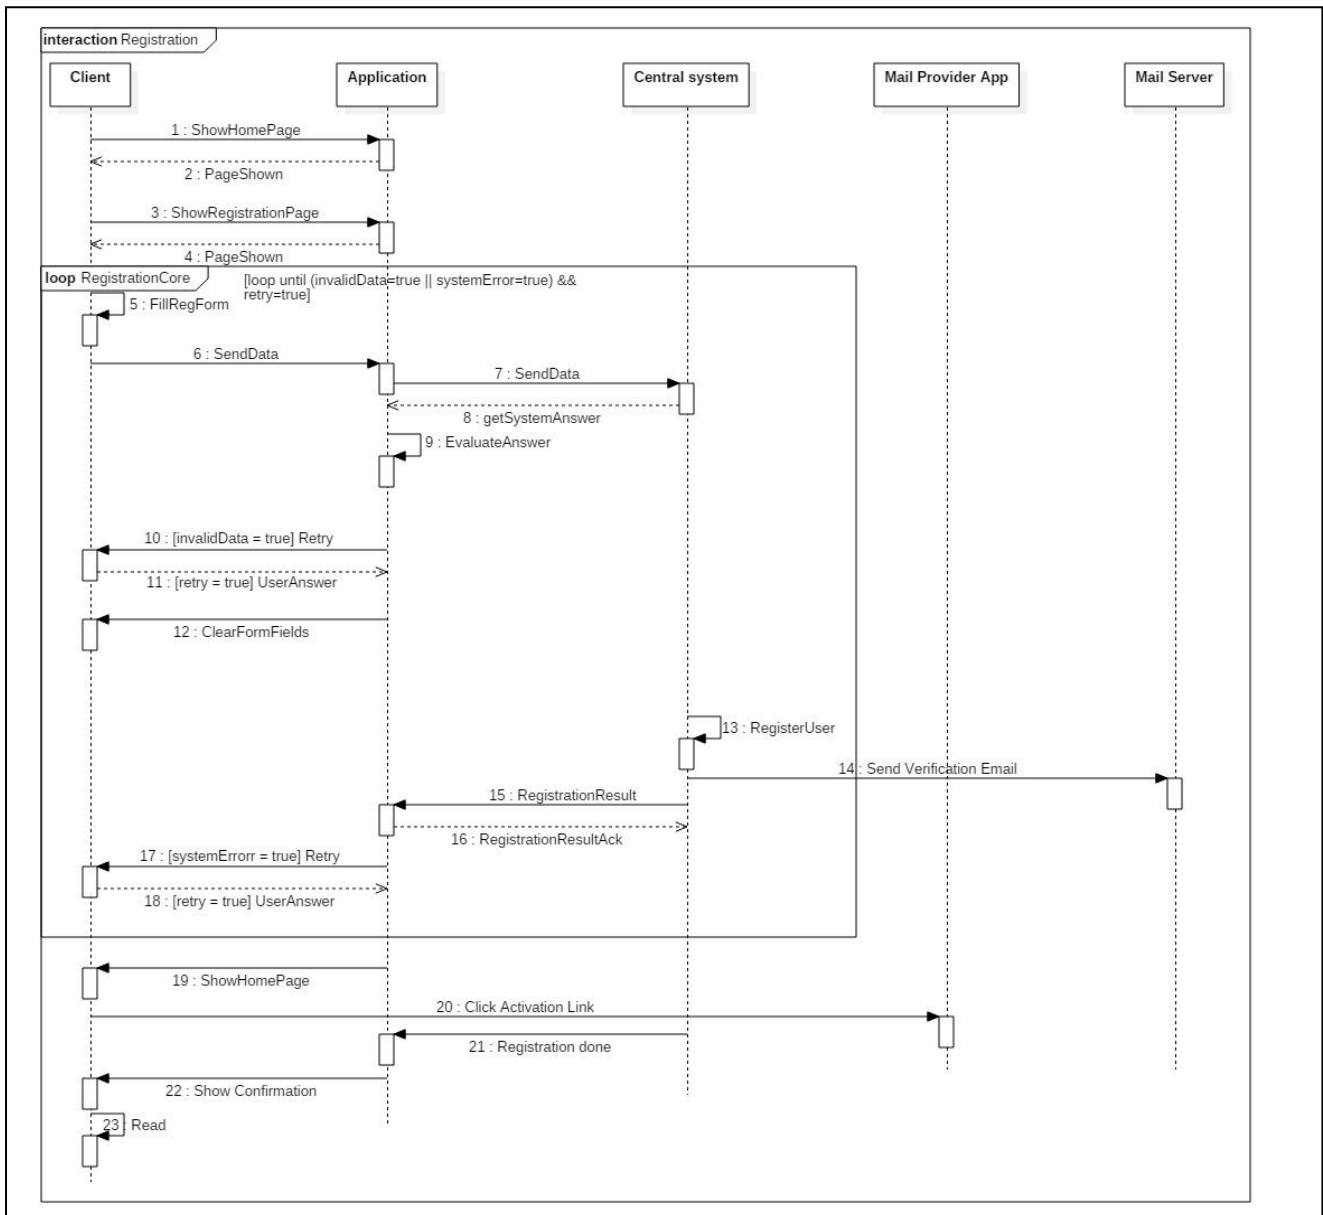 interaction Registration
Client
Application
Central system
Mail Provider App
Mail Server
1 : ShowHomePage
2 : PageShown
3 : ShowRegistrationPage
4 : PageShown
loop RegistrationCore
[loop until (invalidData=true || systemError=true) &&
retry=true]
5 : FillRegForm
6 : SendData
7 : SendData
8 : getSystemAnswer
9 : EvaluateAnswer
10 : [invalidData = true] Retry
11 : [retry = true] UserAnswer
12 : ClearFormFields
13 : RegisterUser
14 : Send Verification Email
15 : RegistrationResult
16 : RegistrationResultAck
17 : [systemErrorr = true] Retry
18 : [retry = true] UserAnswer
19 : ShowHomePage
20 : Click Activation Link
21 : Registration done
22 : Show Confirmation
23 : Read